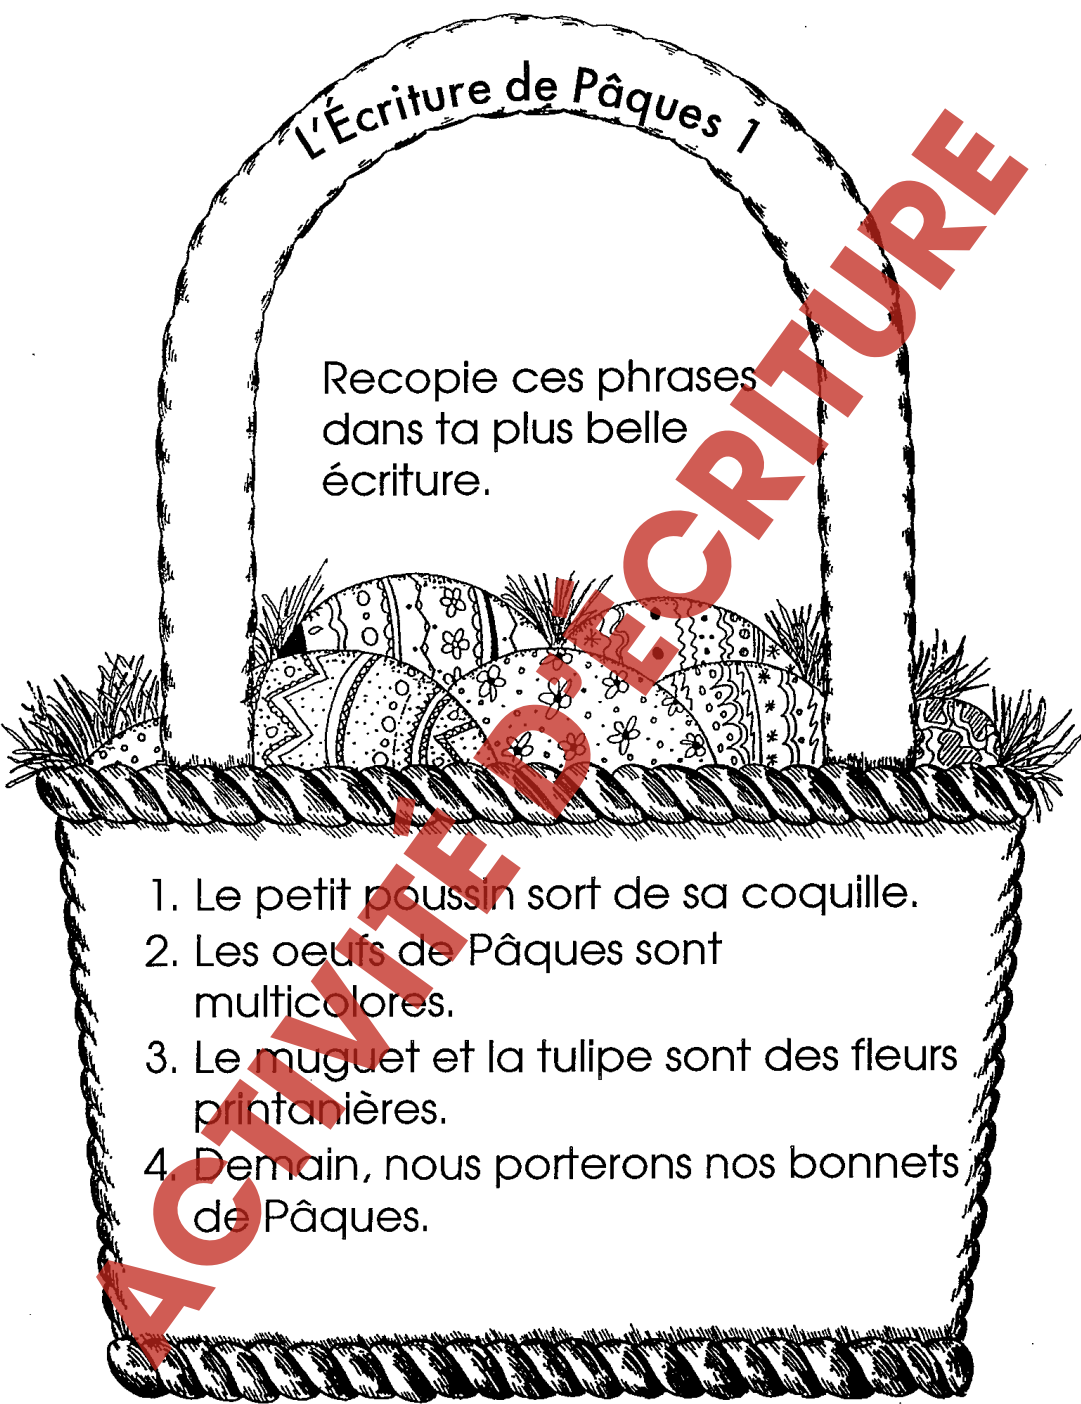 L'Écriture de Pâques 1
Recopie ces phrases
dans ta plus belle
écriture.
1. Le petit poussin sort de sa coquille.
2. Les oeufs de Pâques sont
multicolores.
3. Le muguet et la tulipe sont des fleurs
printanières.
4. Demain, nous porterons nos bonnets
de Pâques.
ACTIVITÉ D'ÉCRITURE